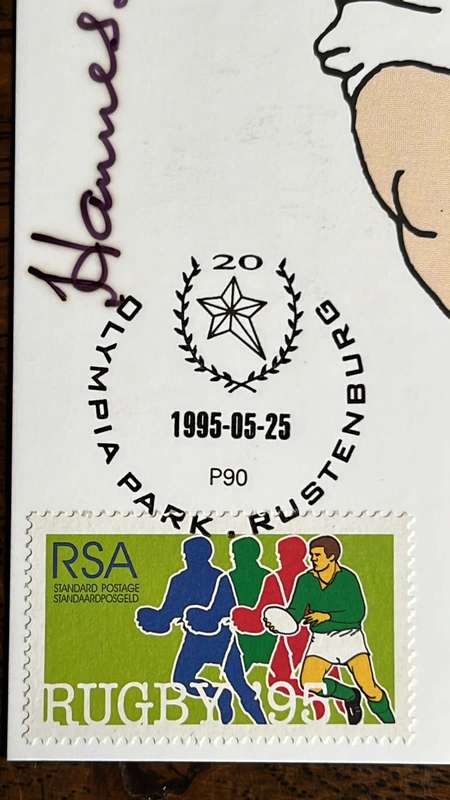 Hannes.
20
OLYMPIA PARK . RUSTENBURG
1995-05-25
P90
RSA
STANDARD POSTAGE
STANDAARDPOSGELD
RUGBY '95